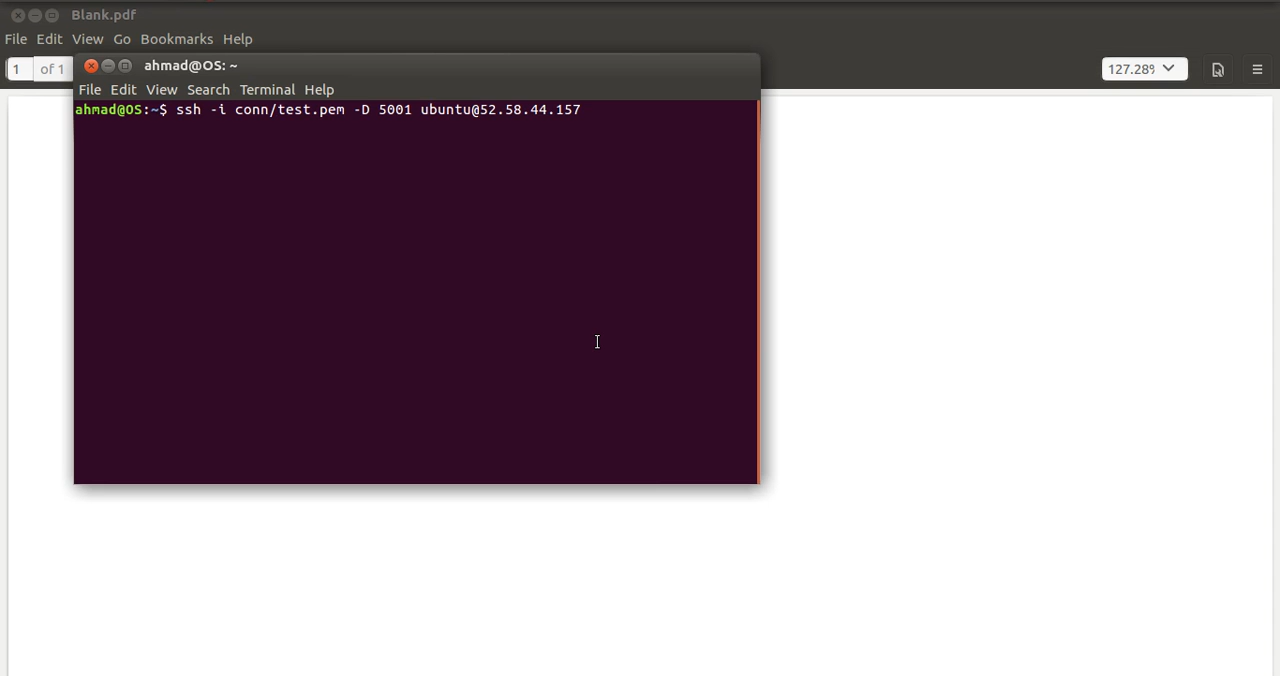 Blank.pdf
File Edit View Go Bookmarks Help
1 of 1 127.28%
ahmad@OS: ~
File Edit View Search Terminal Help
ahmad@OS:~$ ssh -i conn/test.pem -D 5001 ubuntu@52.58.44.157